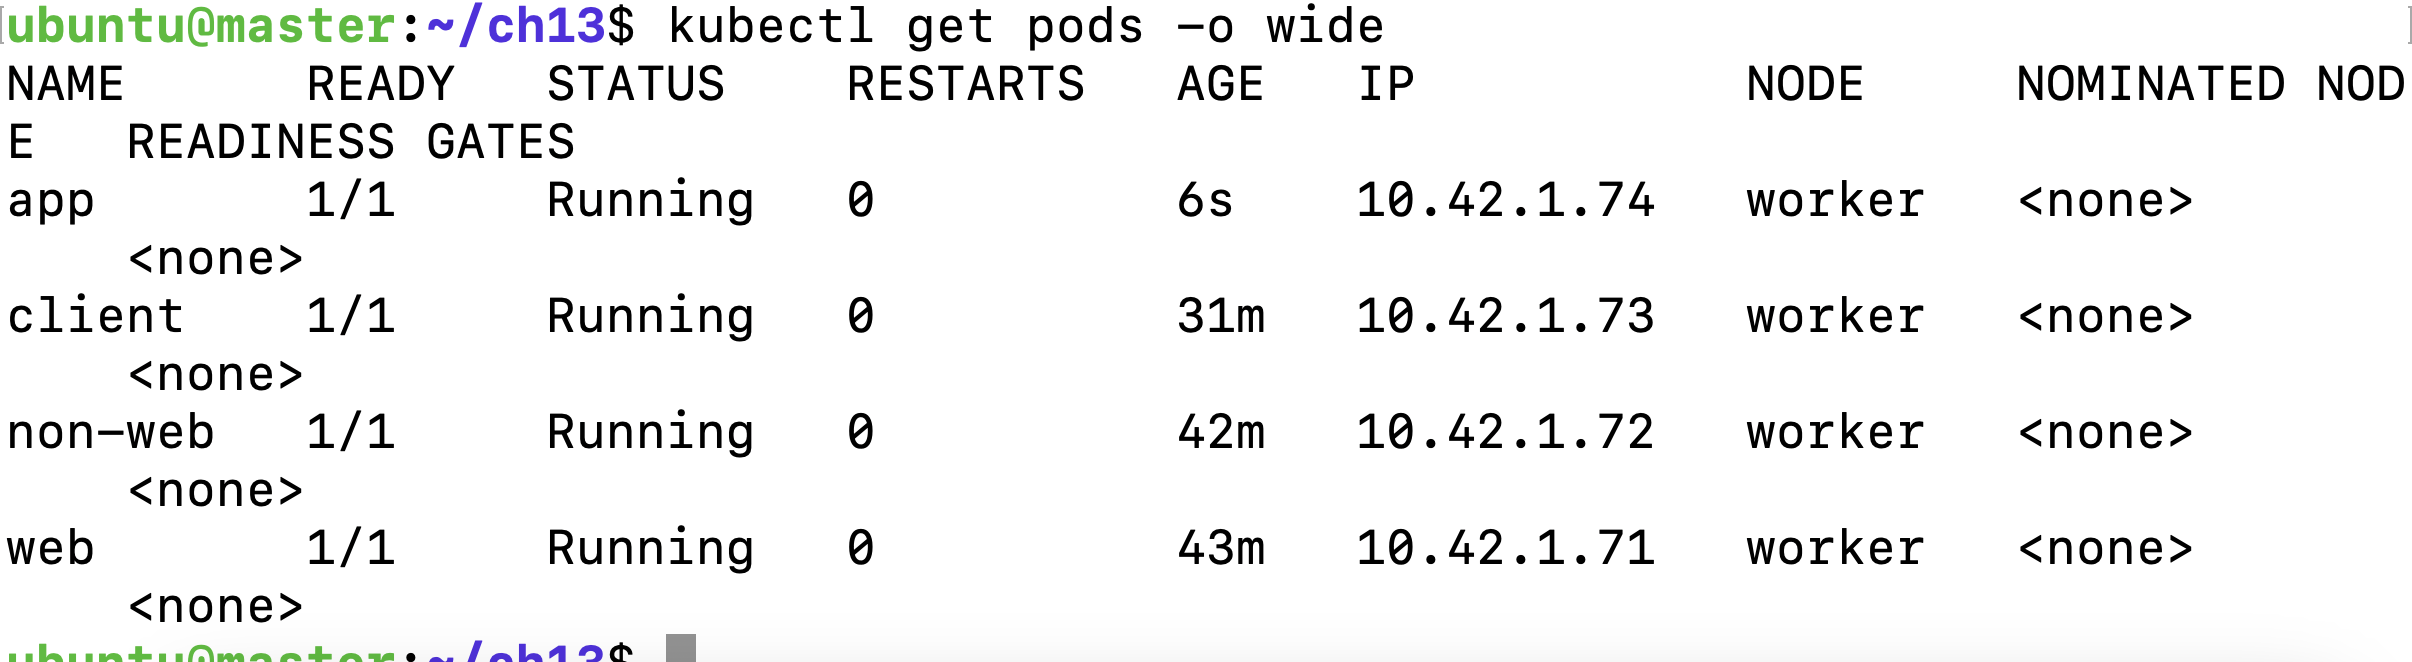 ubuntu@master:~/ch13$ kubectl get pods -o wide
NAME READY STATUS RESTARTS AGE IP NODE NOMINATED NOD
E READINESS GATES
app 1/1 Running 0 6s 10.42.1.74 worker <none>
<none>
client 1/1 Running 0 31m 10.42.1.73 worker <none>
<none>
non-web 1/1 Running 0 42m 10.42.1.72 worker <none>
<none>
web 1/1 Running 0 43m 10.42.1.71 worker <none>
<none>
ubuntu@master:~/ch13$